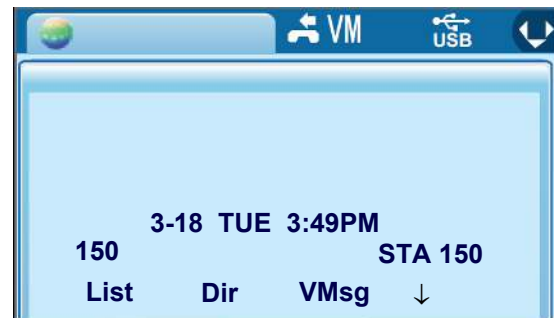 VM USB
3-18 TUE 3:49PM
150 STA 150
List Dir VMsg ↓